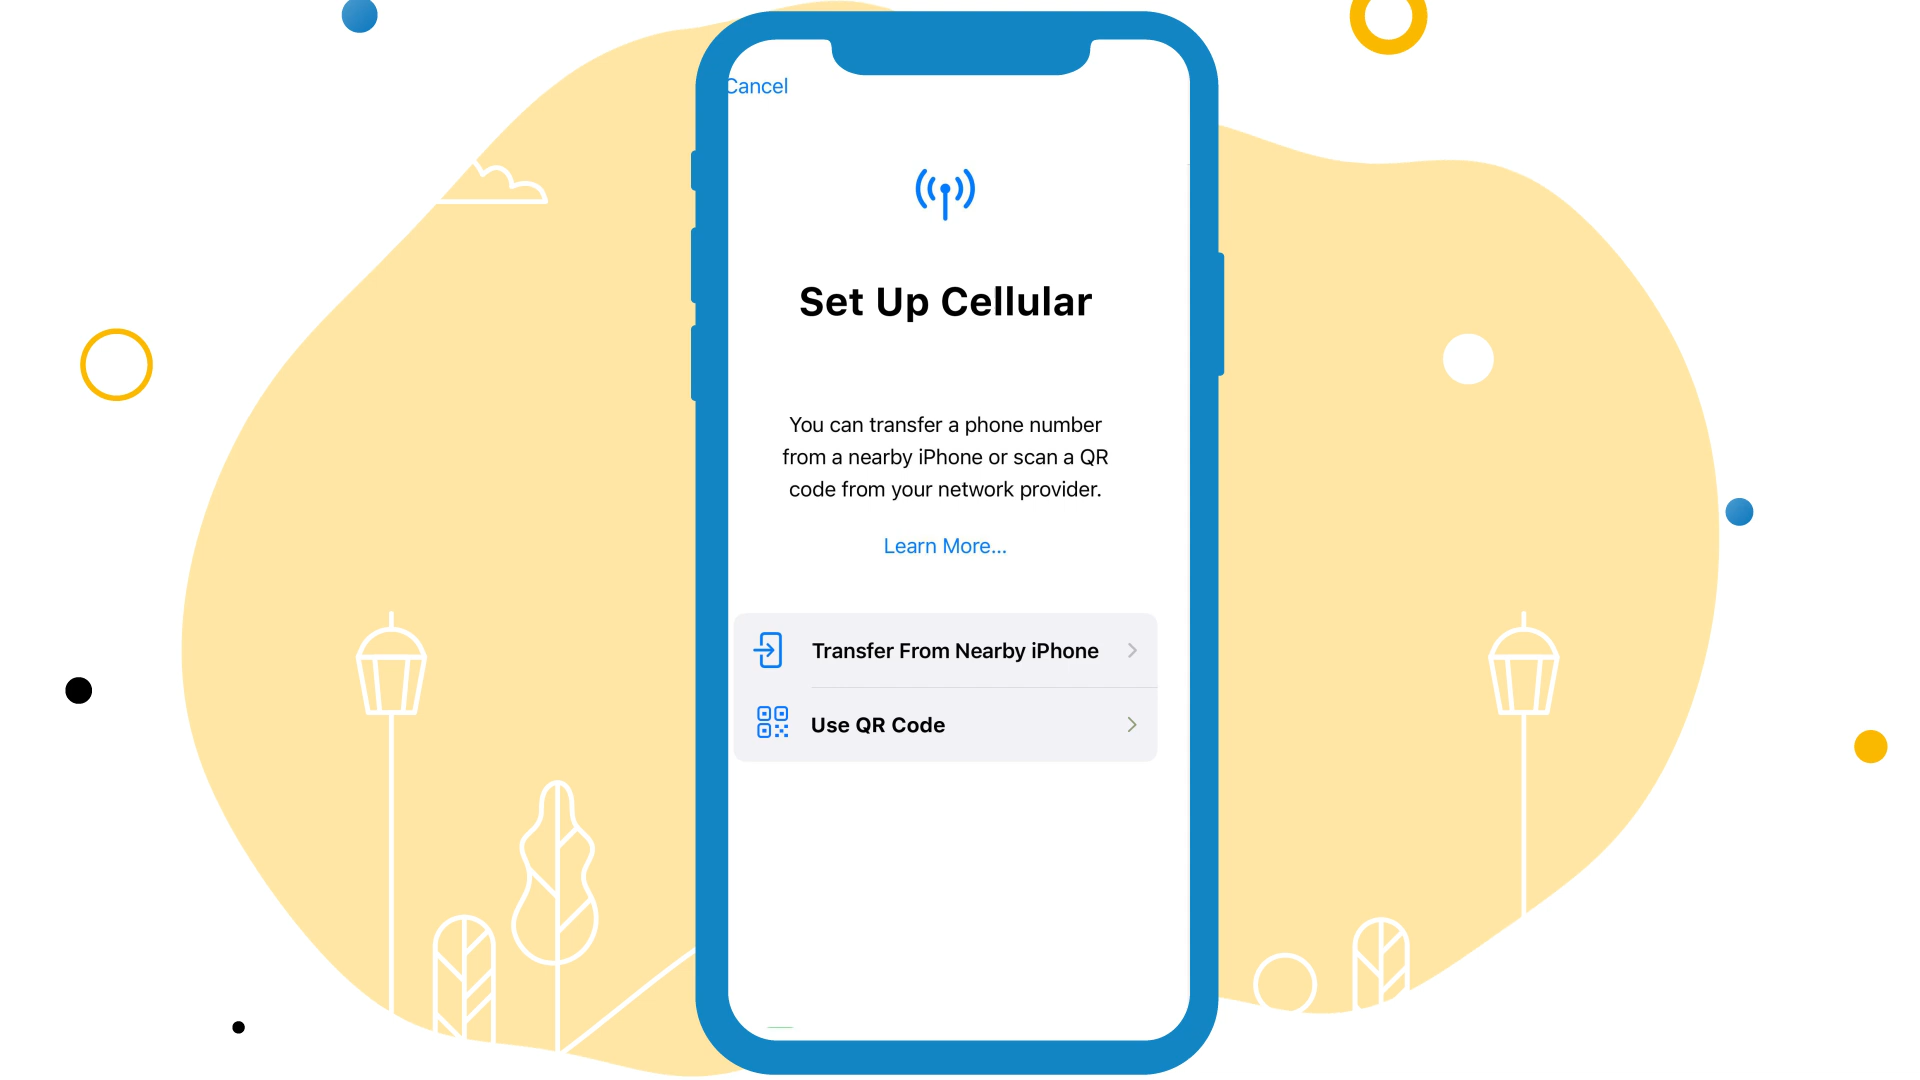 Cancel
Set Up Cellular
You can transfer a phone number
from a nearby iPhone or scan a QR
code from your network provider.
Learn More...
Transfer From Nearby iPhone
Use QR Code